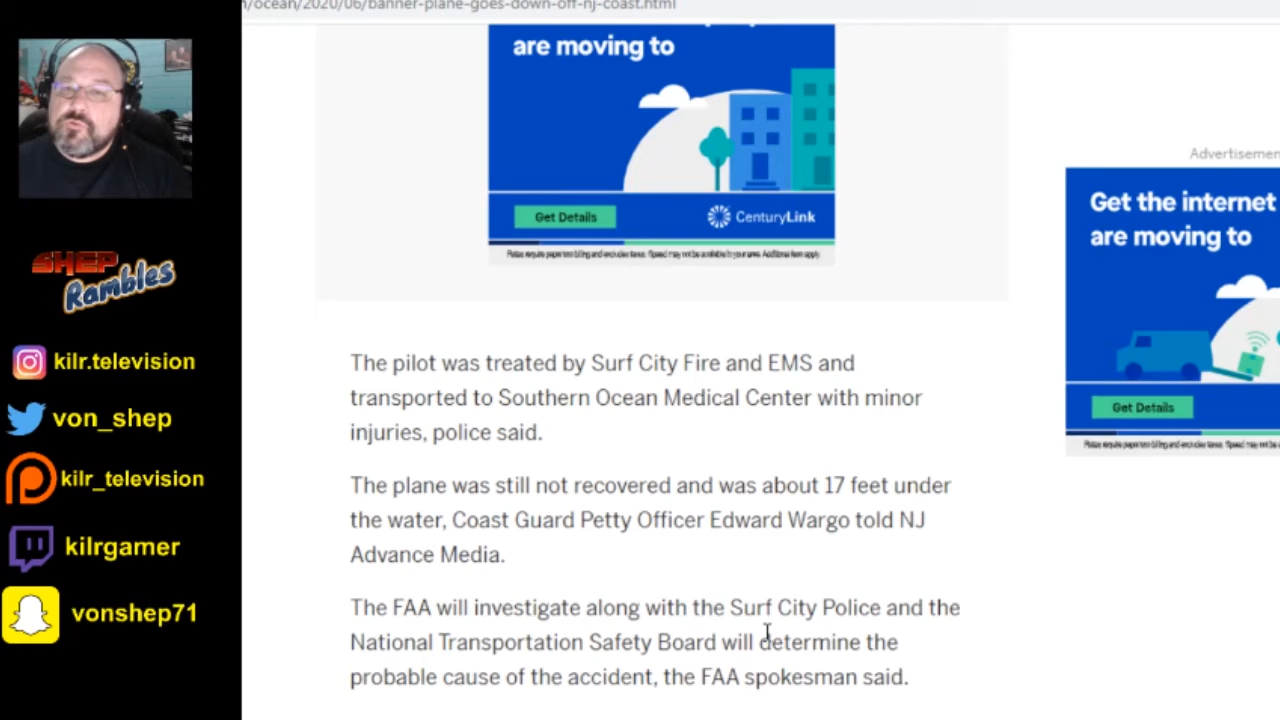 /ocean/2020/06/banner-plane-goes-down-off-nj-coast.html
are moving to
Get Details
CenturyLink
Advertisemen
Get the internet
are moving to
Get Details
SHEP
Rambles
kilr.television
von_shep
kilr_television
kilrgamer
vonshep71
The pilot was treated by Surf City Fire and EMS and
transported to Southern Ocean Medical Center with minor
injuries, police said.
The plane was still not recovered and was about 17 feet under
the water, Coast Guard Petty Officer Edward Wargo told NJ
Advance Media.
The FAA will investigate along with the Surf City Police and the
National Transportation Safety Board will determine the
probable cause of the accident, the FAA spokesman said.